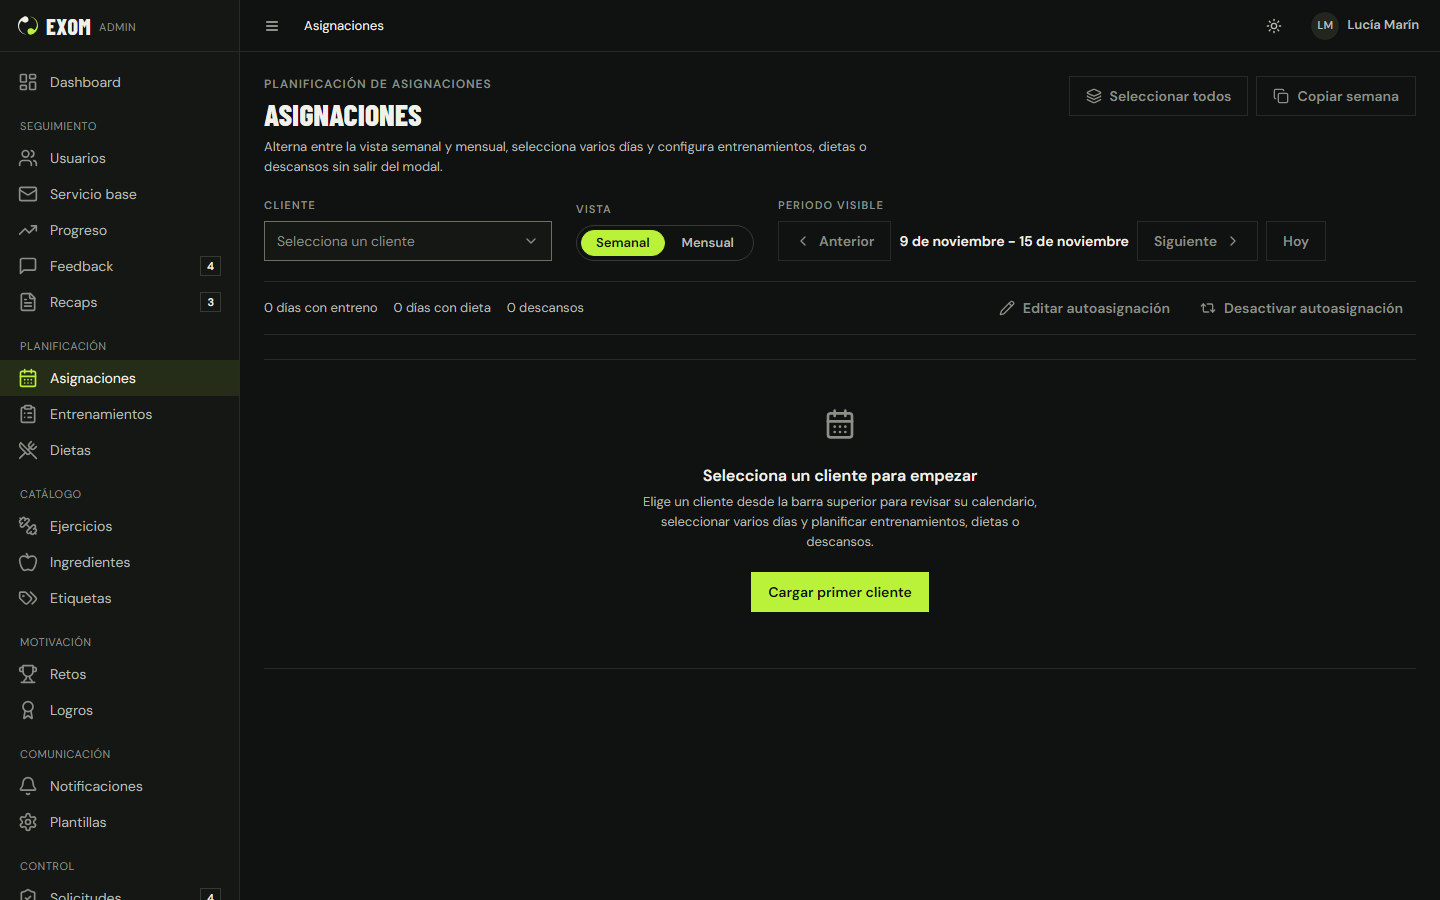 EXOM ADMIN
Asignaciones
LM Lucía Marín
Dashboard
SEGUIMIENTO
Usuarios
Servicio base
Progreso
Feedback 4
Recaps 3
PLANIFICACIÓN
Asignaciones
Entrenamientos
Dietas
CATÁLOGO
Ejercicios
Ingredientes
Etiquetas
MOTIVACIÓN
Retos
Logros
COMUNICACIÓN
Notificaciones
Plantillas
CONTROL
Solicitudes 4
PLANIFICACIÓN DE ASIGNACIONES
ASIGNACIONES
Alterna entre la vista semanal y mensual, selecciona varios días y configura entrenamientos, dietas o
descansos sin salir del modal.
Seleccionar todos
Copiar semana
CLIENTE
Selecciona un cliente
VISTA
Semanal Mensual
PERIODO VISIBLE
Anterior 9 de noviembre - 15 de noviembre Siguiente Hoy
0 días con entreno 0 días con dieta 0 descansos
Editar autoasignación Desactivar autoasignación
Selecciona un cliente para empezar
Elige un cliente desde la barra superior para revisar su calendario,
seleccionar varios días y planificar entrenamientos, dietas o
descansos.
Cargar primer cliente